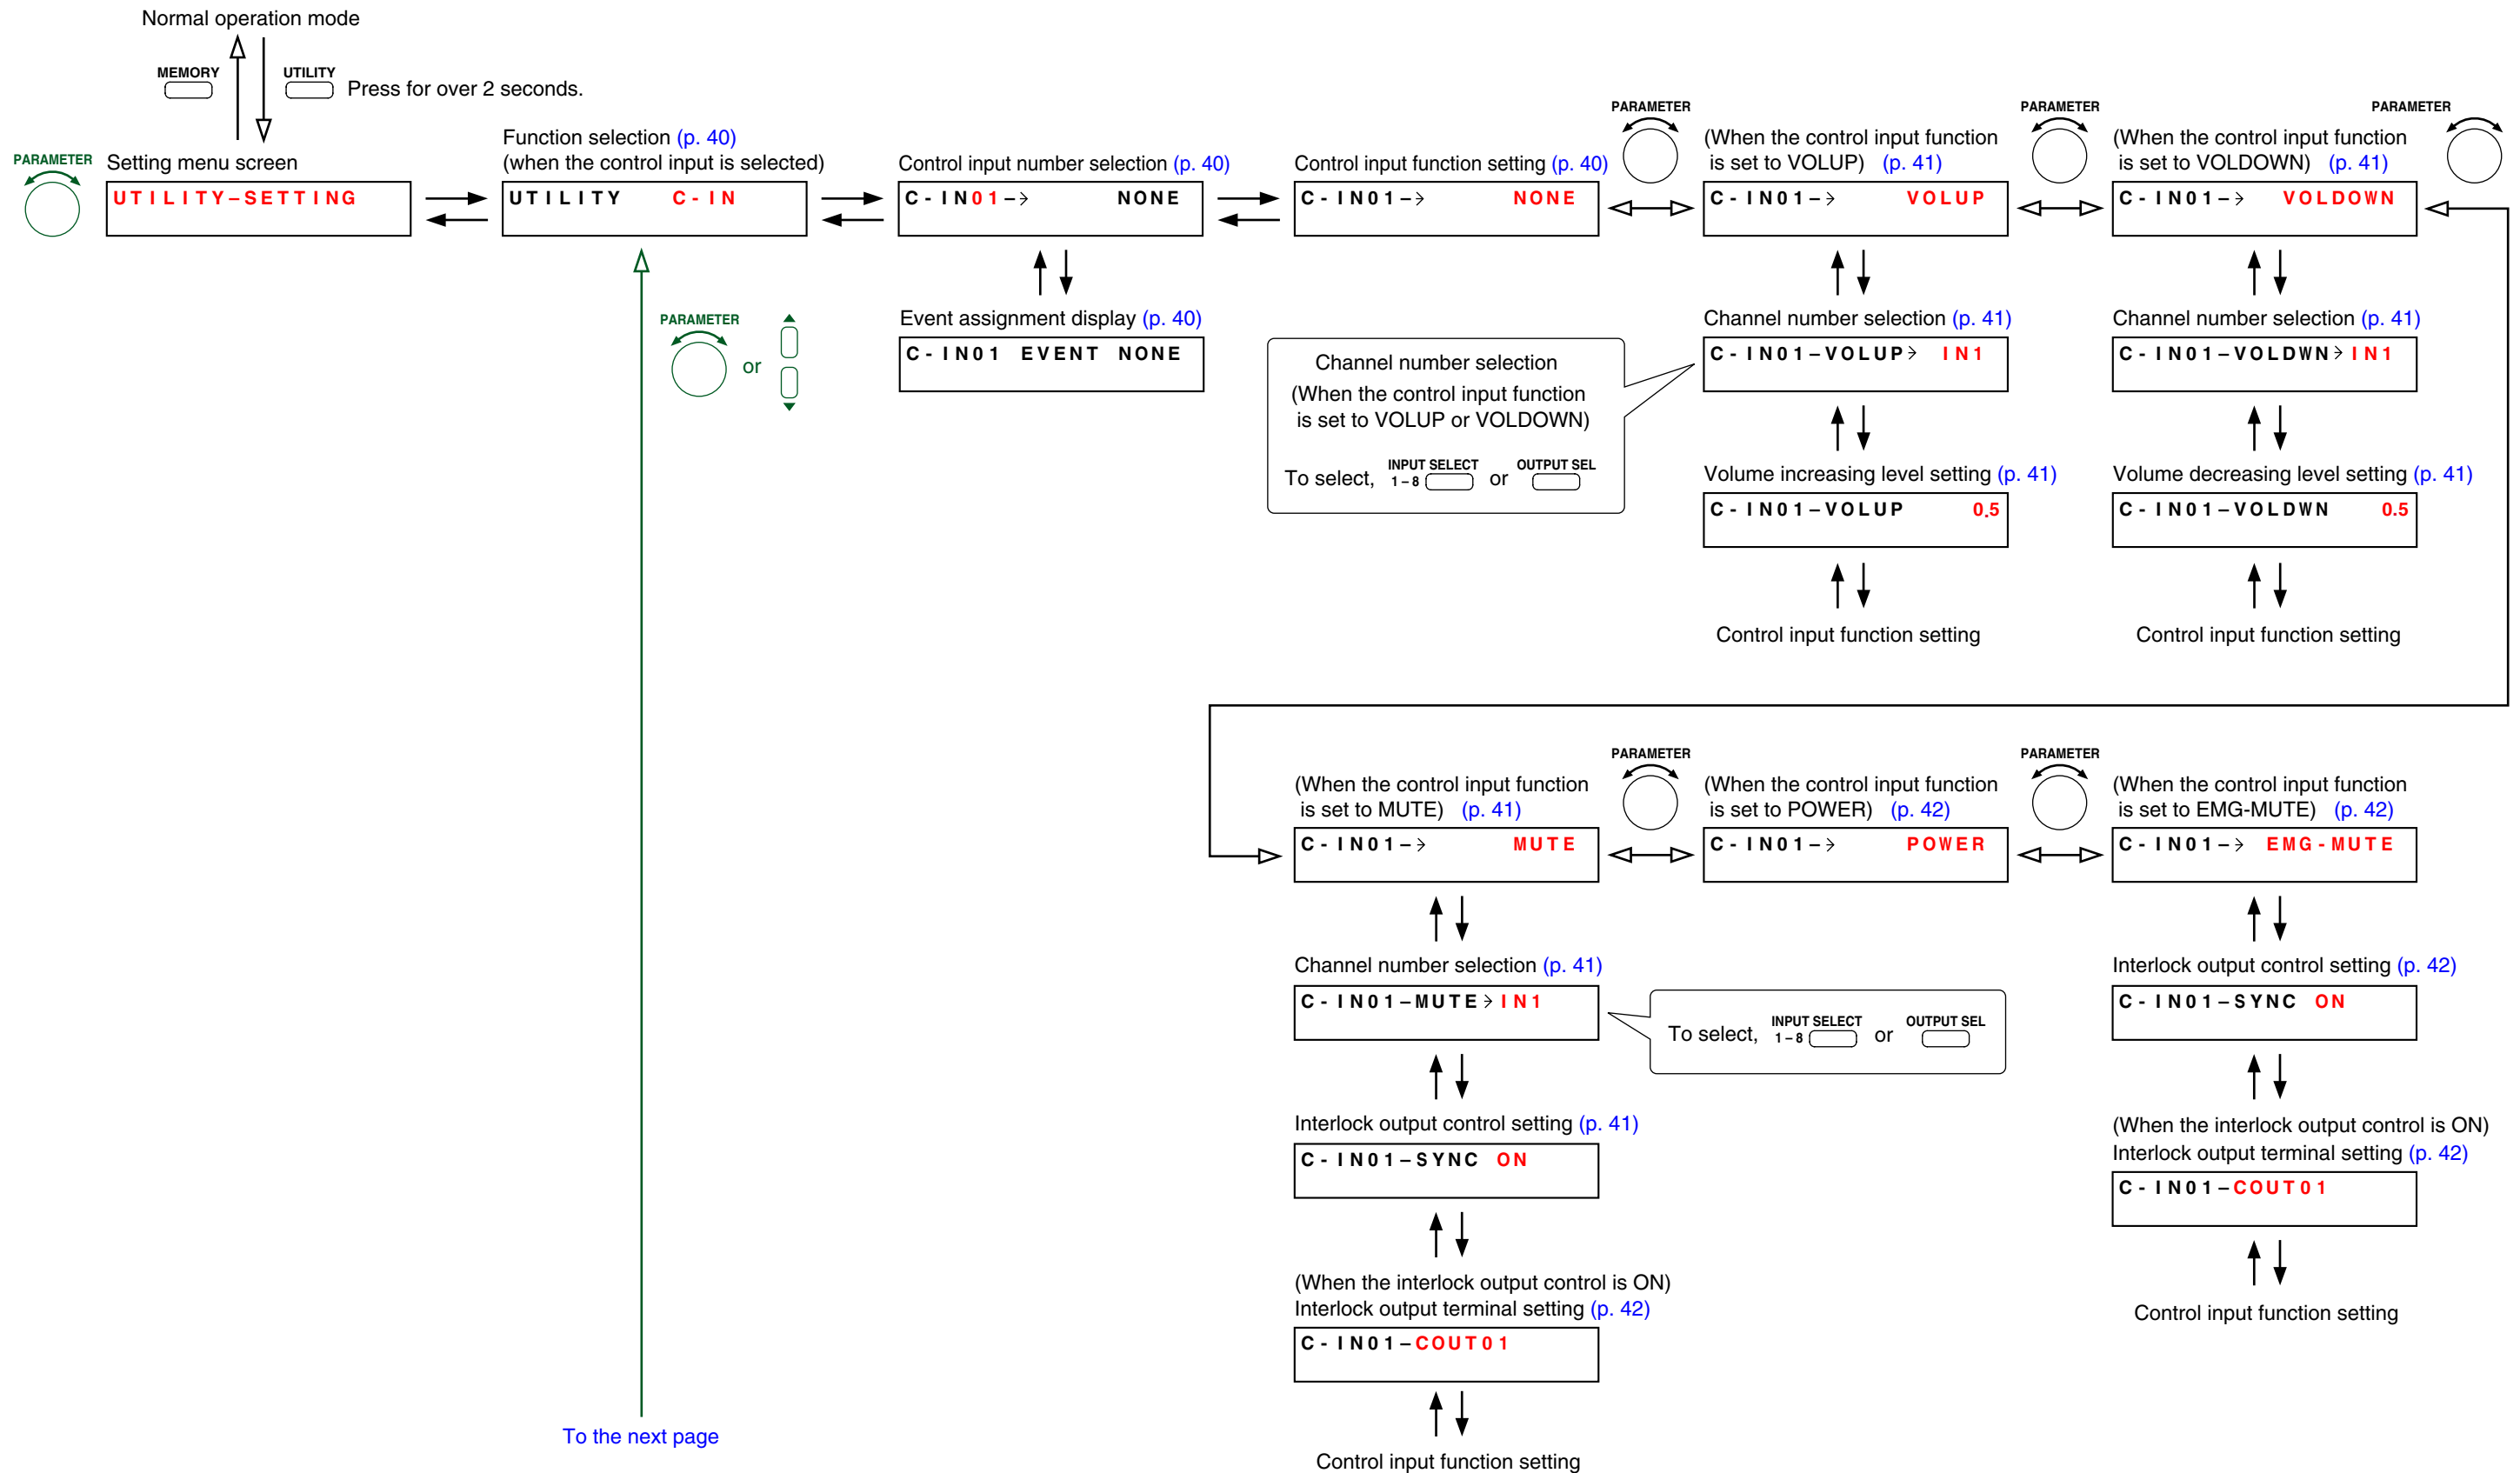 Normal operation mode
MEMORY
UTILITY
Press for over 2 seconds.
PARAMETER
Setting menu screen
UTILITY–SETTING
Function selection (p. 40)
(when the control input is selected)
UTILITY C-IN
Control input number selection (p. 40)
C-IN01–> NONE
Control input function setting (p. 40)
C-IN01–> NONE
PARAMETER
(When the control input function
is set to VOLUP) (p. 41)
C-IN01–> VOLUP
PARAMETER
(When the control input function
is set to VOLDOWN) (p. 41)
C-IN01–> VOLDOWN
PARAMETER
PARAMETER
or
Event assignment display (p. 40)
C-IN01 EVENT NONE
Channel number selection
(When the control input function
is set to VOLUP or VOLDOWN)
To select, INPUT SELECT 1–8 or OUTPUT SEL
Channel number selection (p. 41)
C-IN01–VOLUP> IN1
Channel number selection (p. 41)
C-IN01–VOLDWN> IN1
Volume increasing level setting (p. 41)
C-IN01–VOLUP 0.5
Volume decreasing level setting (p. 41)
C-IN01–VOLDWN 0.5
Control input function setting
Control input function setting
(When the control input function
is set to MUTE) (p. 41)
C-IN01–> MUTE
PARAMETER
(When the control input function
is set to POWER) (p. 42)
C-IN01–> POWER
PARAMETER
(When the control input function
is set to EMG-MUTE) (p. 42)
C-IN01–> EMG-MUTE
Channel number selection (p. 41)
C-IN01–MUTE> IN1
To select, INPUT SELECT 1–8 or OUTPUT SEL
Interlock output control setting (p. 42)
C-IN01–SYNC ON
Interlock output control setting (p. 41)
C-IN01–SYNC ON
(When the interlock output control is ON)
Interlock output terminal setting (p. 42)
C-IN01–COUT01
(When the interlock output control is ON)
Interlock output terminal setting (p. 42)
C-IN01–COUT01
Control input function setting
To the next page
Control input function setting